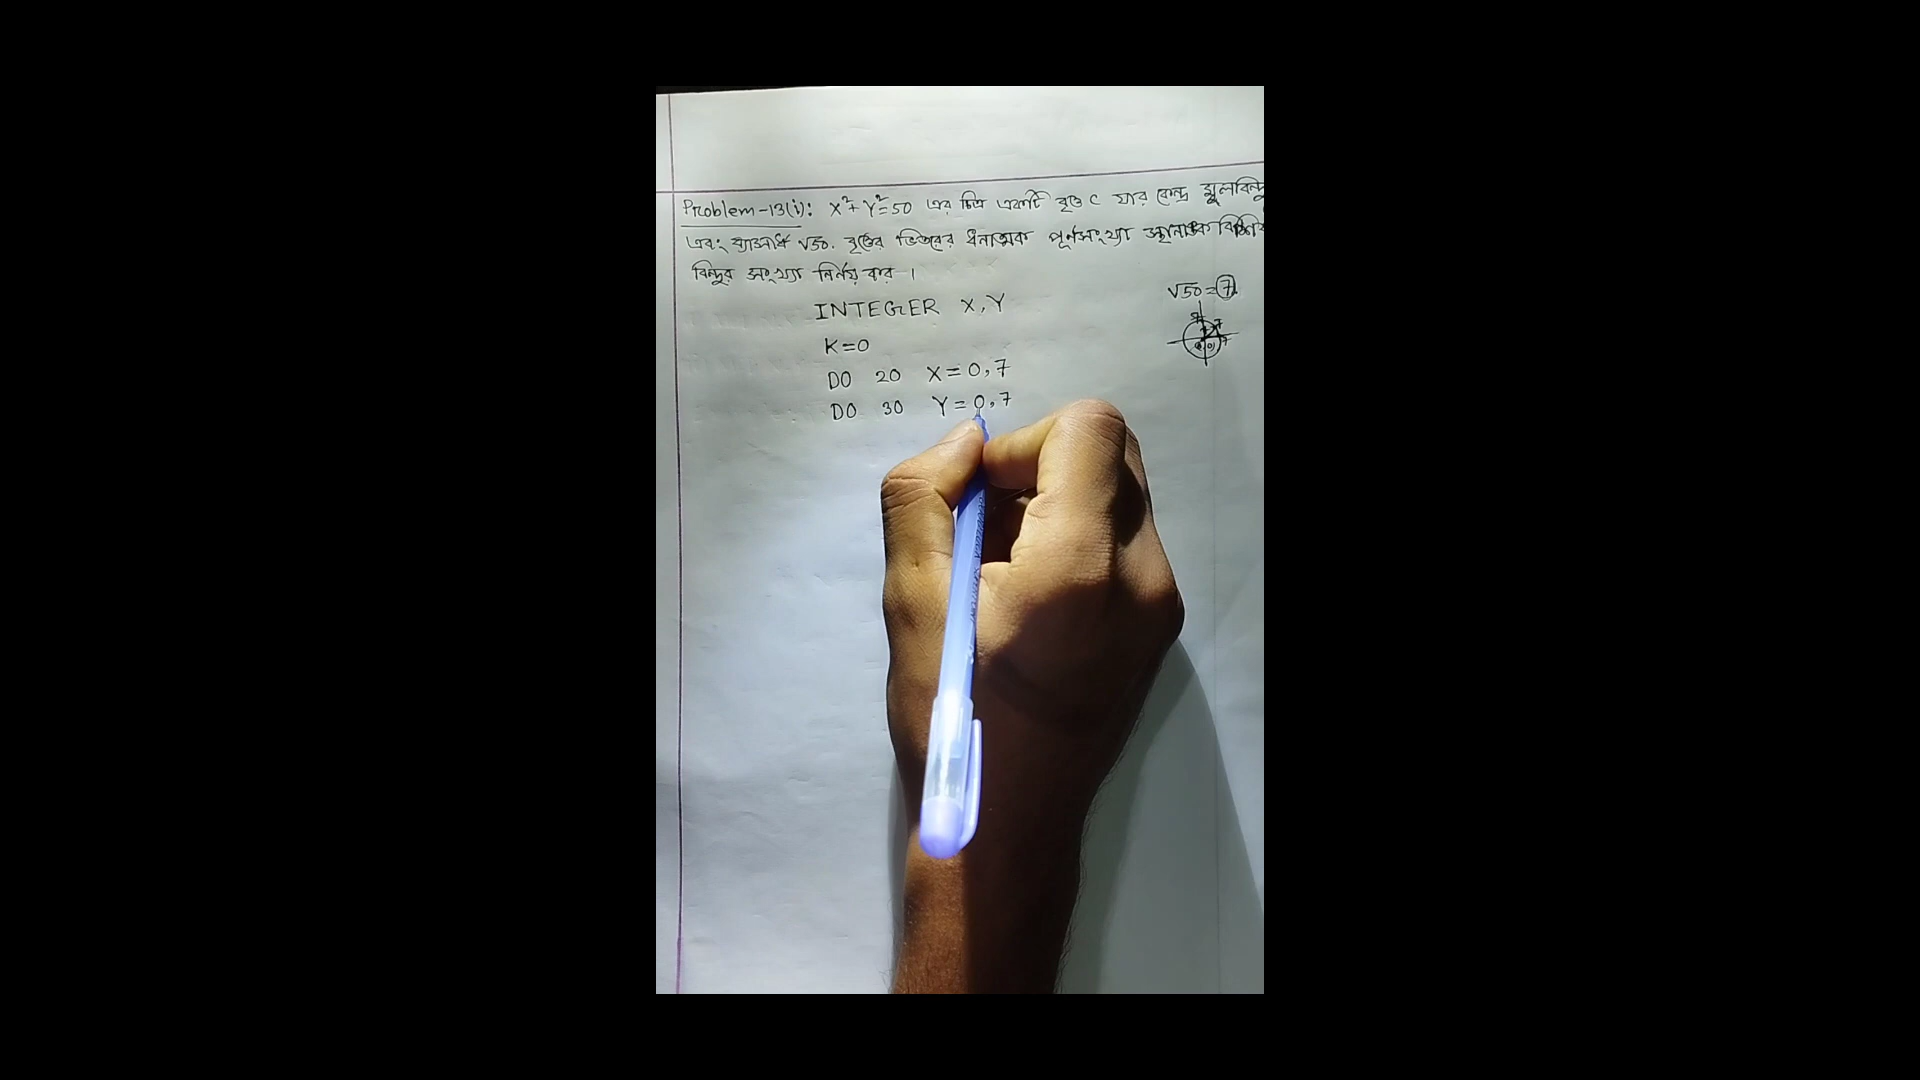 Problem-13(i): X²+Y²=50 এর চিত্র একটি বৃত্ত C যার কেন্দ্র মূলবিন্দু
এবং ব্যাসার্ধ √50. বৃত্তের ভিতরের ধনাত্মক পূর্ণসংখ্যা স্থানাঙ্ক
বিন্দুর সংখ্যা নির্ণয় কর ।
√50=7
INTEGER X,Y
K=0
DO 20 X=0,7
DO 30 Y=0,7